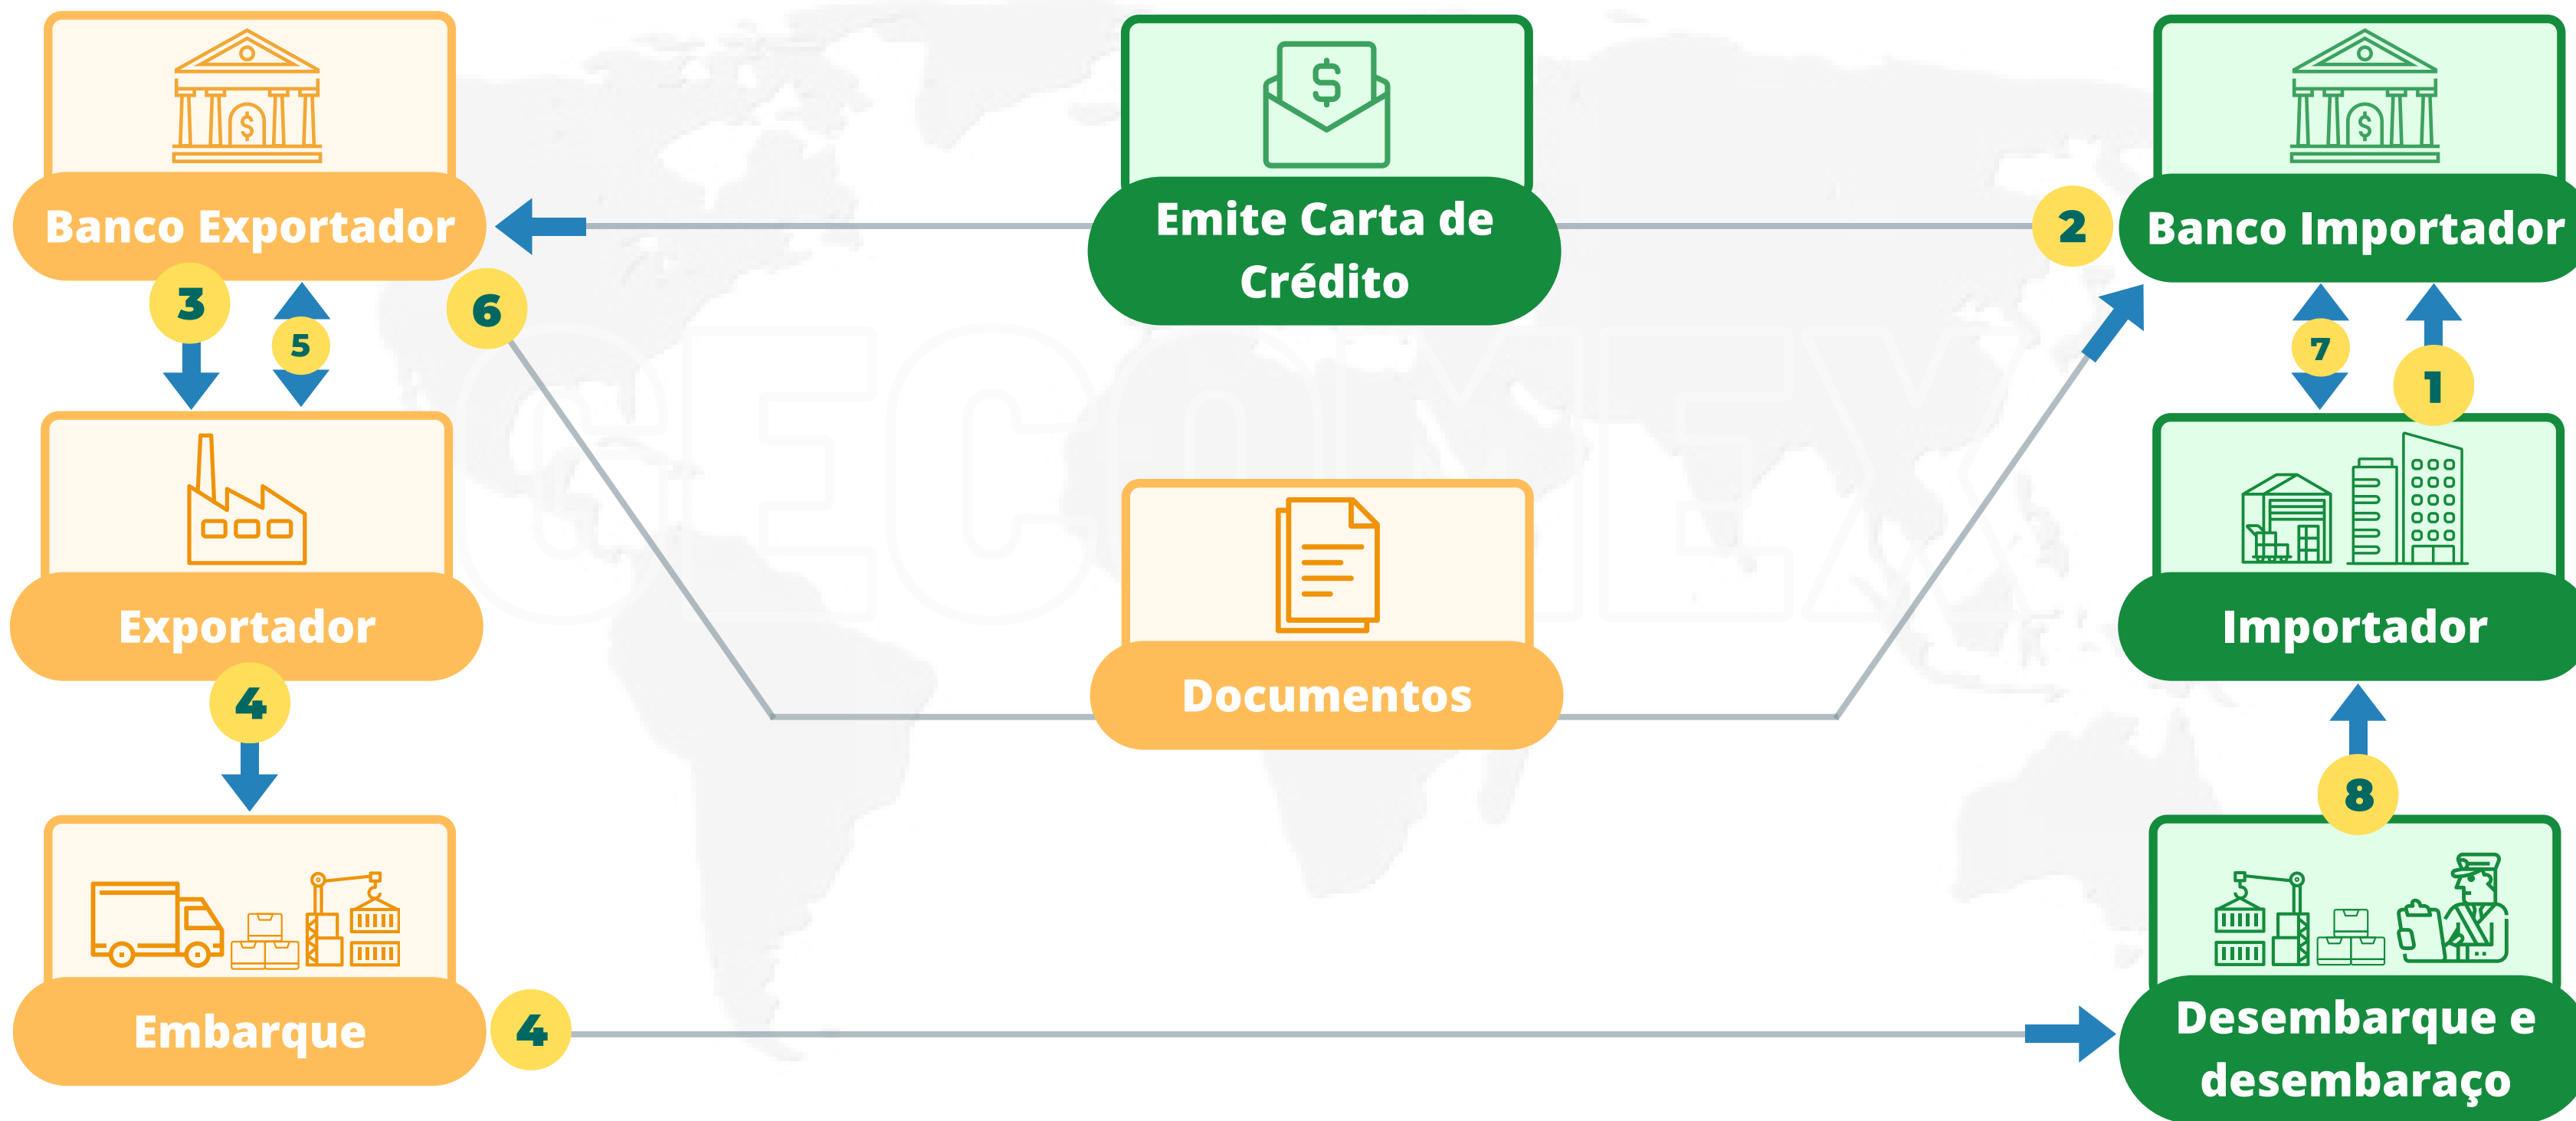 Banco Exportador
Emite Carta de
Crédito
2
Banco Importador
3
5
6
7
1
GECOMEX
Exportador
Documentos
Importador
4
8
Embarque
4
Desembarque e
desembaraço